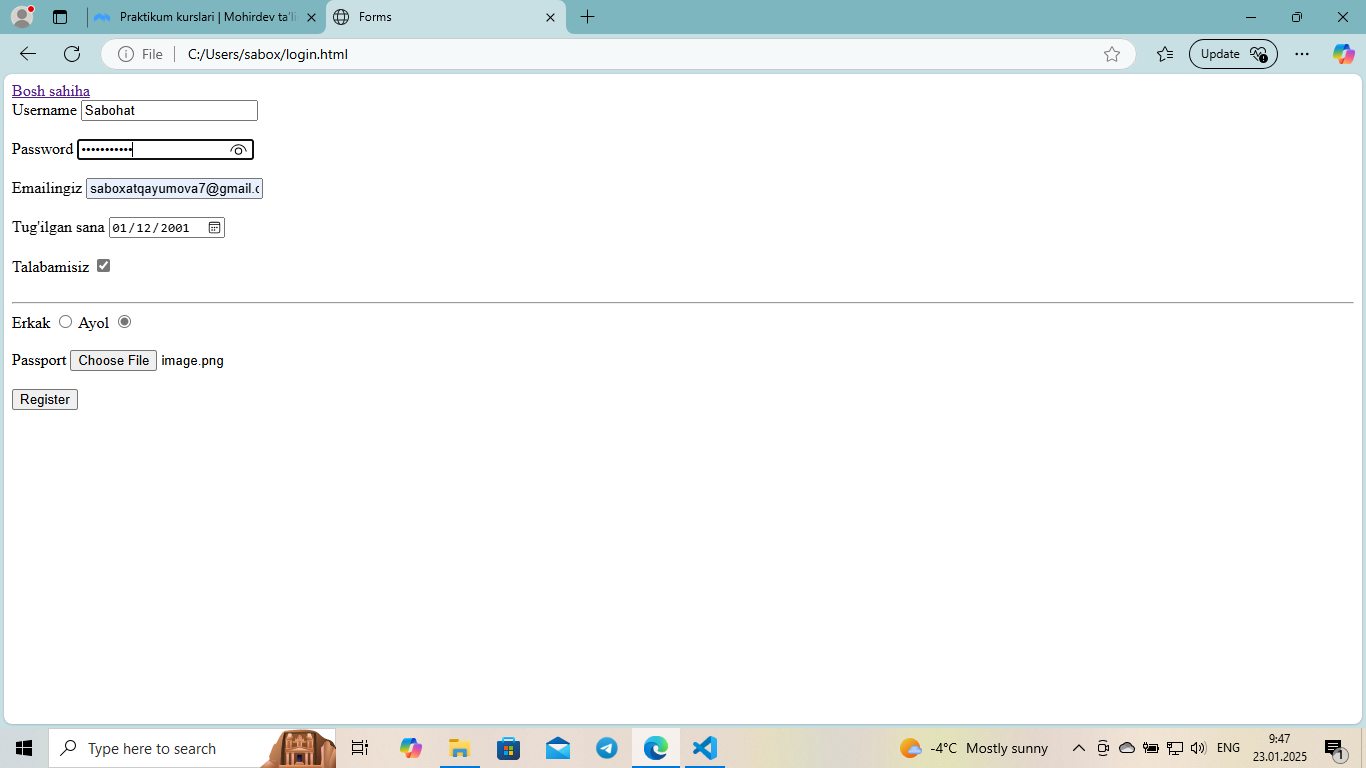 Praktikum kurslari | Mohirdev ta'li
Forms
File
C:/Users/sabox/login.html
Update
Bosh sahiha
Username Sabohat
Password •••••••••••
Emailingiz saboxatqayumova7@gmail.c
Tug'ilgan sana 01/12/2001
Talabamisiz
Erkak Ayol
Passport Choose File image.png
Register
Type here to search
-4°C Mostly sunny
ENG
9:47
23.01.2025
1